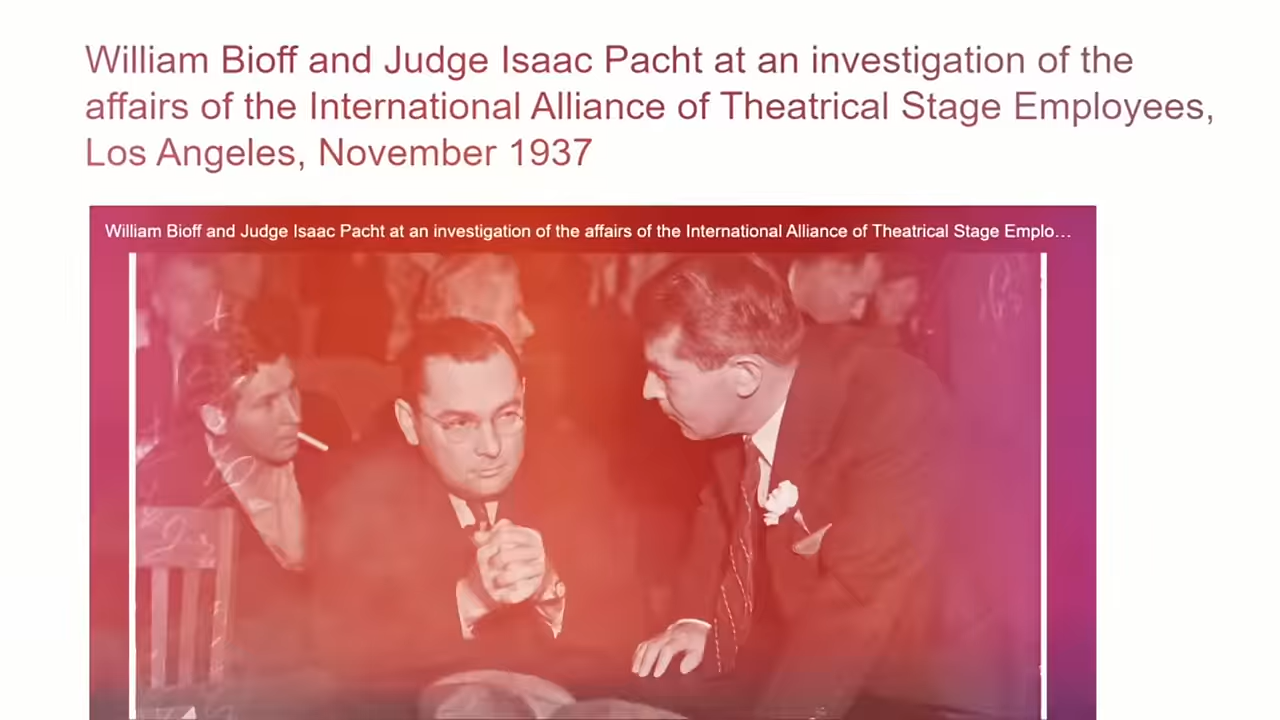 William Bioff and Judge Isaac Pacht at an investigation of the
affairs of the International Alliance of Theatrical Stage Employees,
Los Angeles, November 1937
William Bioff and Judge Isaac Pacht at an investigation of the affairs of the International Alliance of Theatrical Stage Emplo…